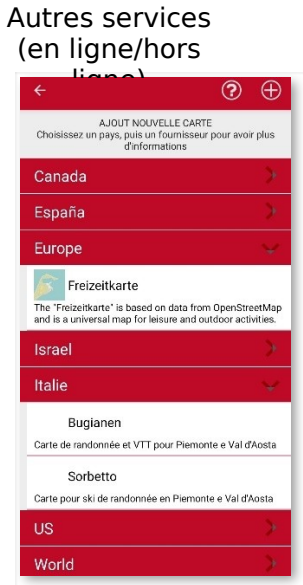 Autres services
(en ligne/hors
ligne)
AJOUT NOUVELLE CARTE
Choisissez un pays, puis un fournisseur pour avoir plus
d'informations
Canada
España
Europe
Freizeitkarte
The "Freizeitkarte" is based on data from OpenStreetMap
and is a universal map for leisure and outdoor activities.
Israel
Italie
Bugianen
Carte de randonnée et VTT pour Piemonte e Val d'Aosta
Sorbetto
Carte pour ski de randonnée en Piemonte e Val d'Aosta
US
World